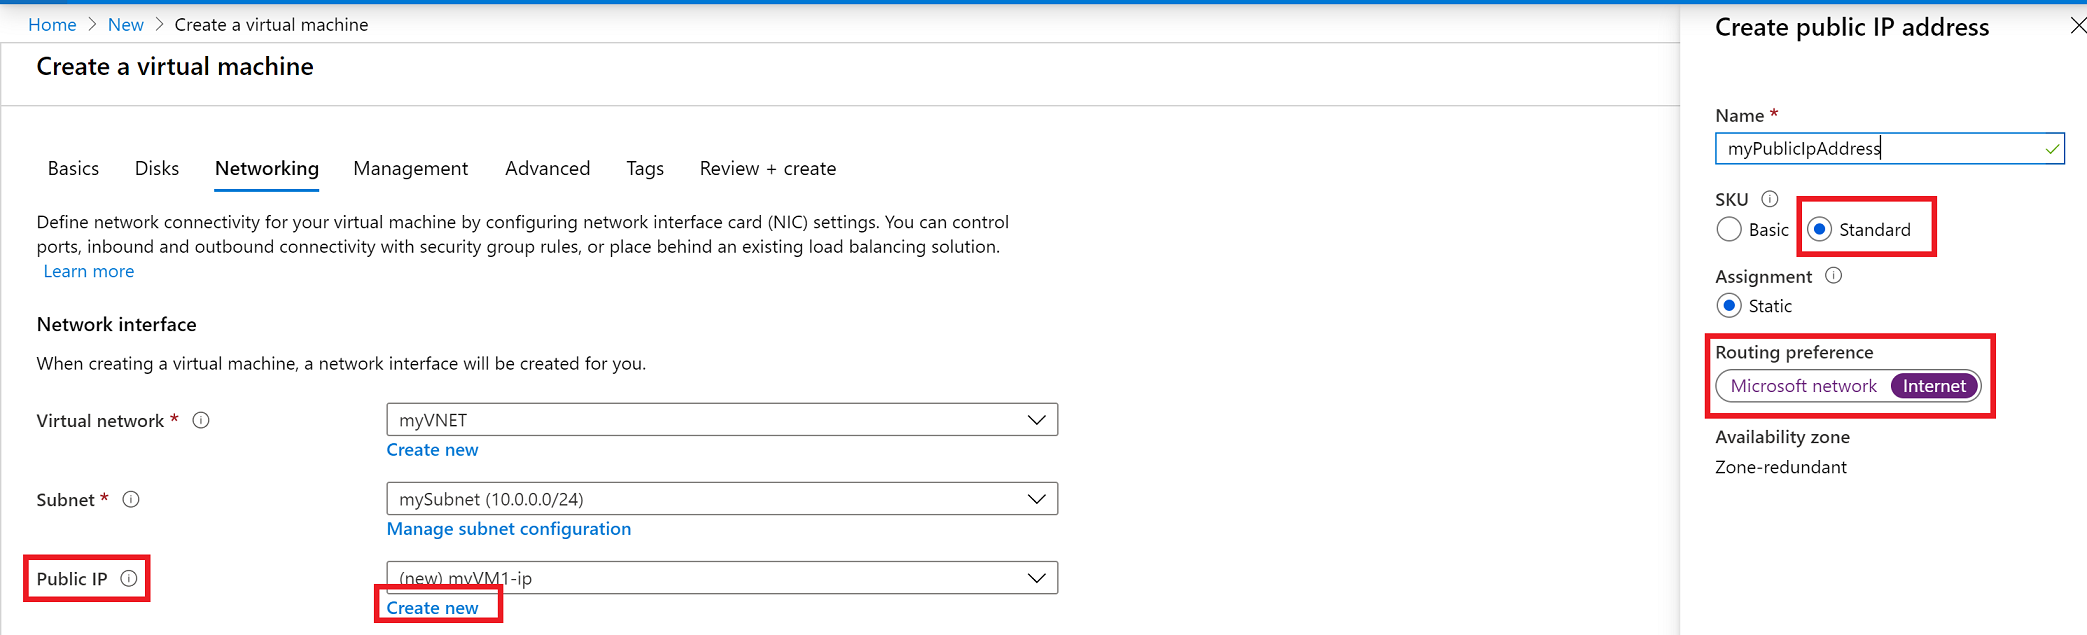 Home > New > Create a virtual machine
Create a virtual machine
Basics Disks Networking Management Advanced Tags Review + create
Define network connectivity for your virtual machine by configuring network interface card (NIC) settings. You can control
ports, inbound and outbound connectivity with security group rules, or place behind an existing load balancing solution.
Learn more
Network interface
When creating a virtual machine, a network interface will be created for you.
Virtual network *
myVNET
Create new
Subnet *
mySubnet (10.0.0.0/24)
Manage subnet configuration
Public IP
(new) myVM1-ip
Create new
Create public IP address
Name *
myPublicIpAddress
SKU
Basic Standard
Assignment
Static
Routing preference
Microsoft network Internet
Availability zone
Zone-redundant